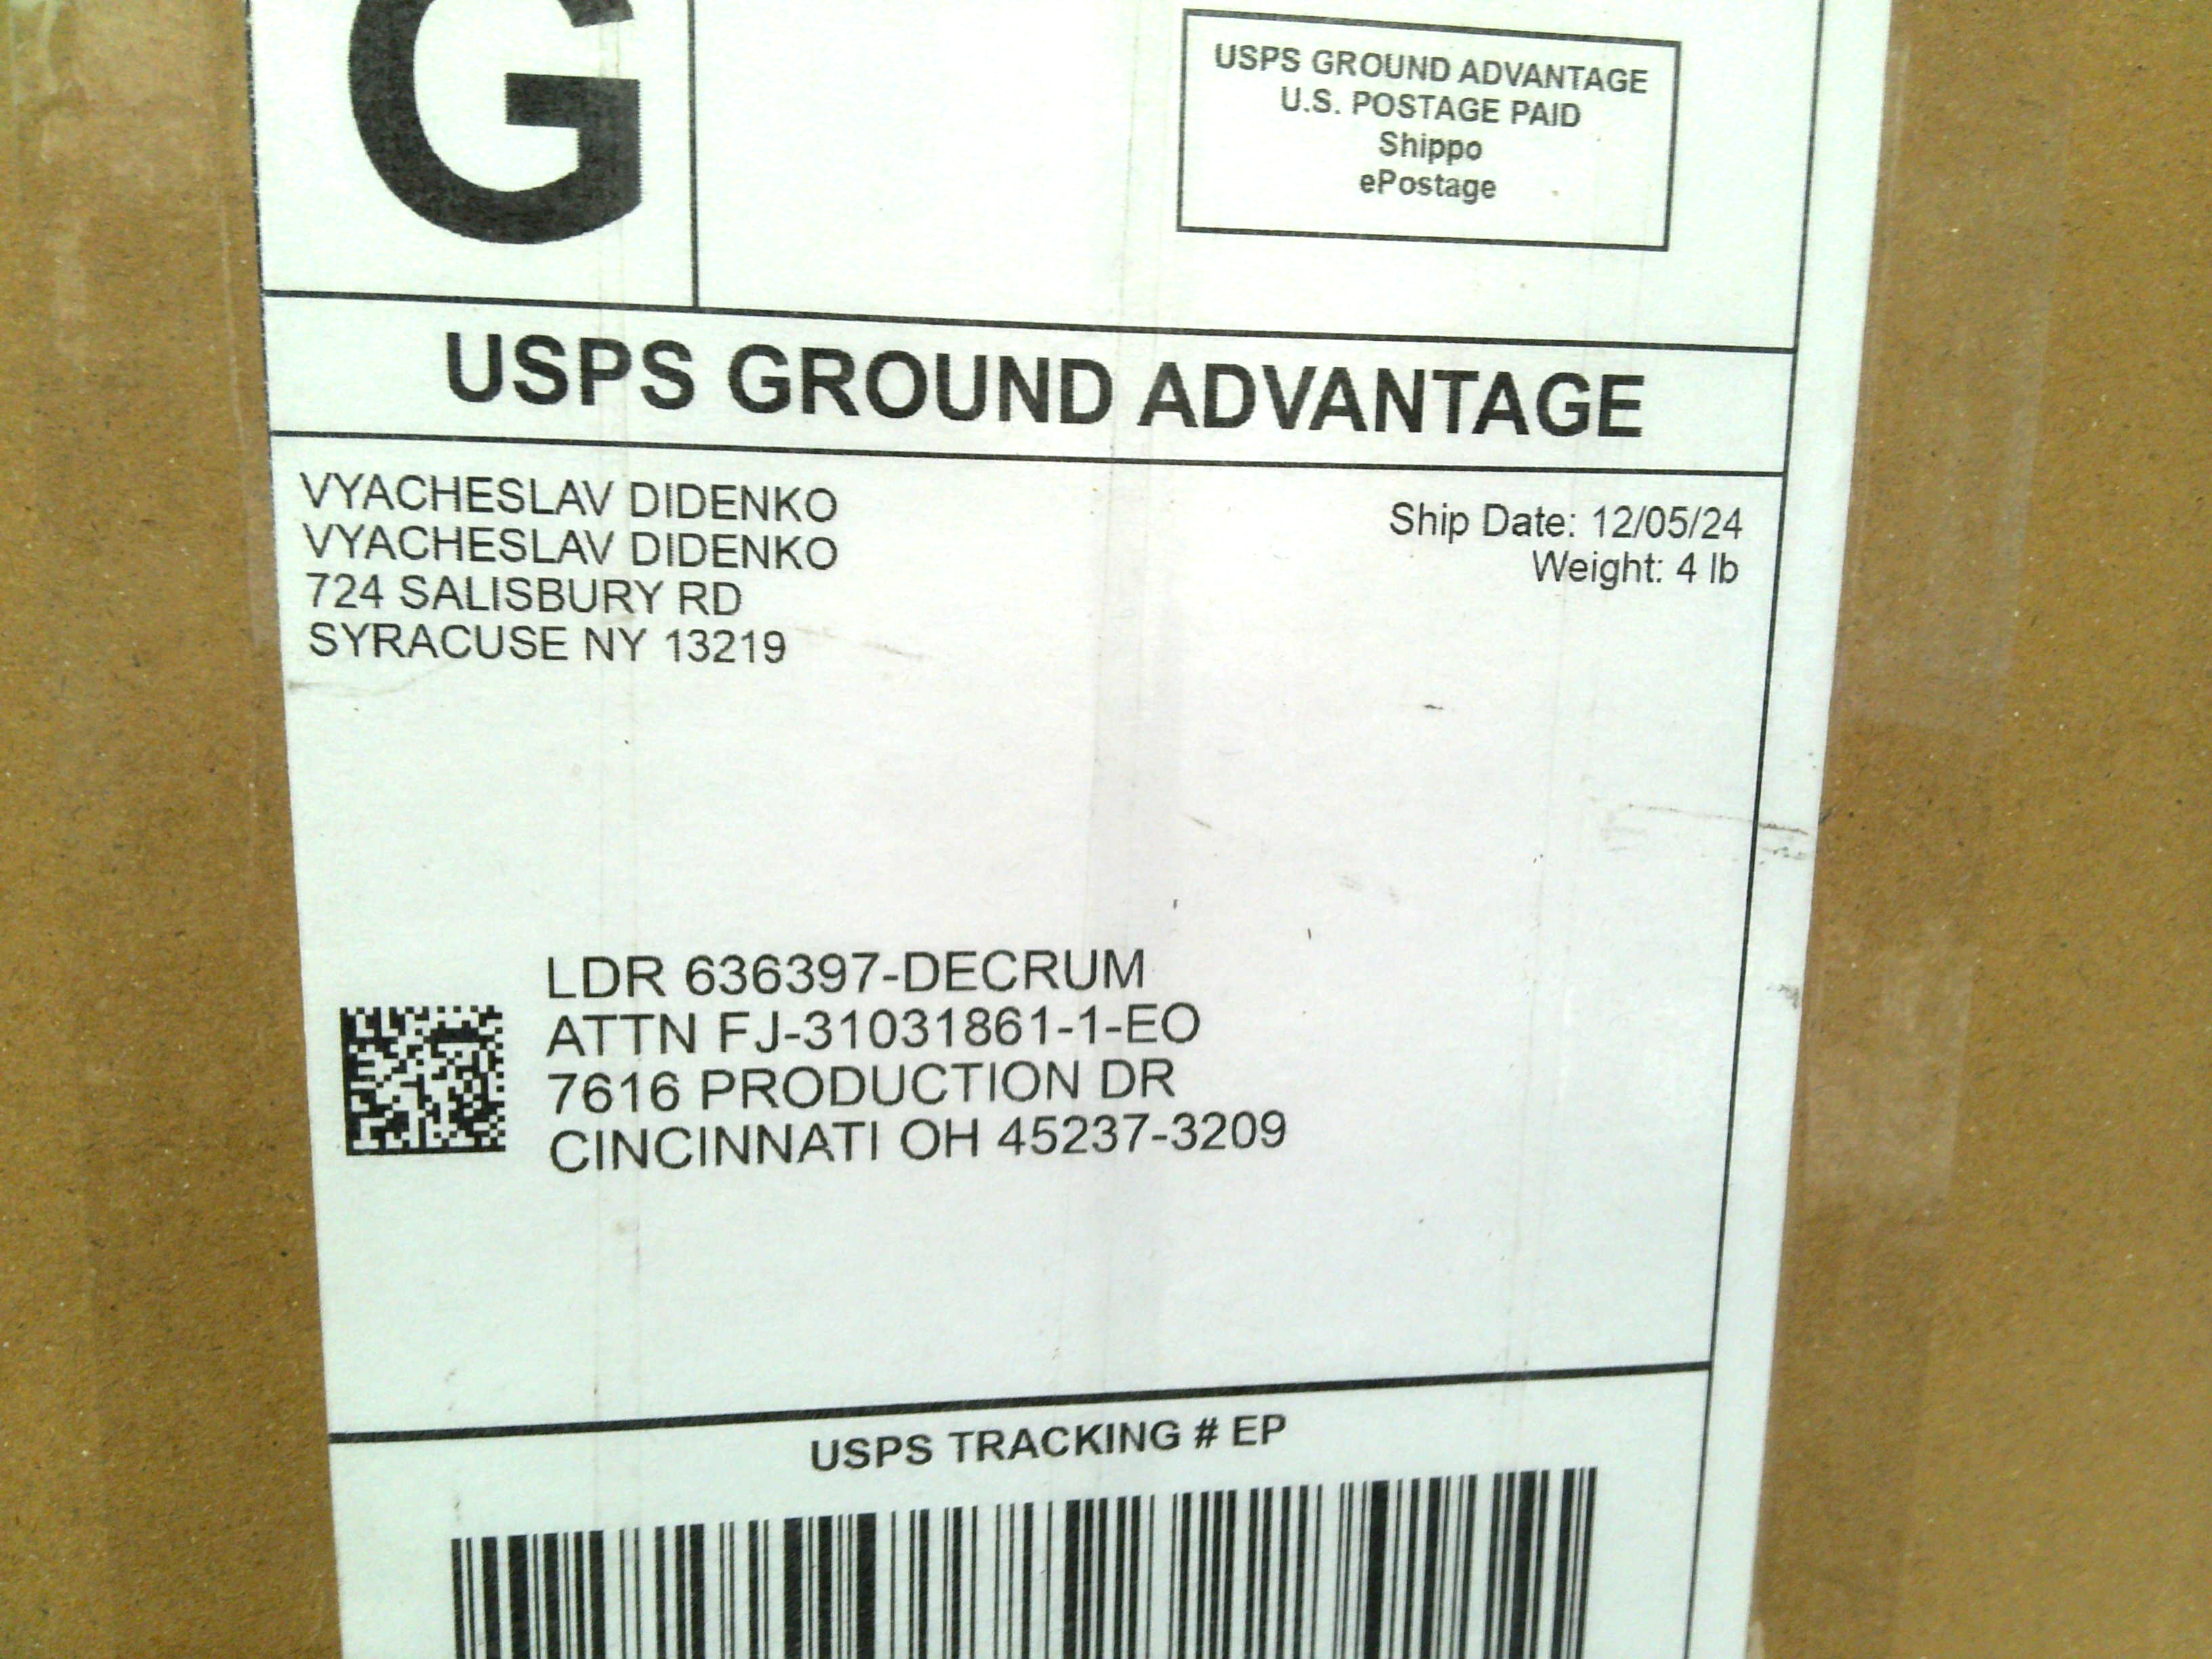 G
USPS GROUND ADVANTAGE
U.S. POSTAGE PAID
Shippo
ePostage
USPS GROUND ADVANTAGE
VYACHESLAV DIDENKO
VYACHESLAV DIDENKO
724 SALISBURY RD
SYRACUSE NY 13219
Ship Date: 12/05/24
Weight: 4 lb
LDR 636397-DECRUM
ATTN FJ-31031861-1-EO
7616 PRODUCTION DR
CINCINNATI OH 45237-3209
USPS TRACKING # EP